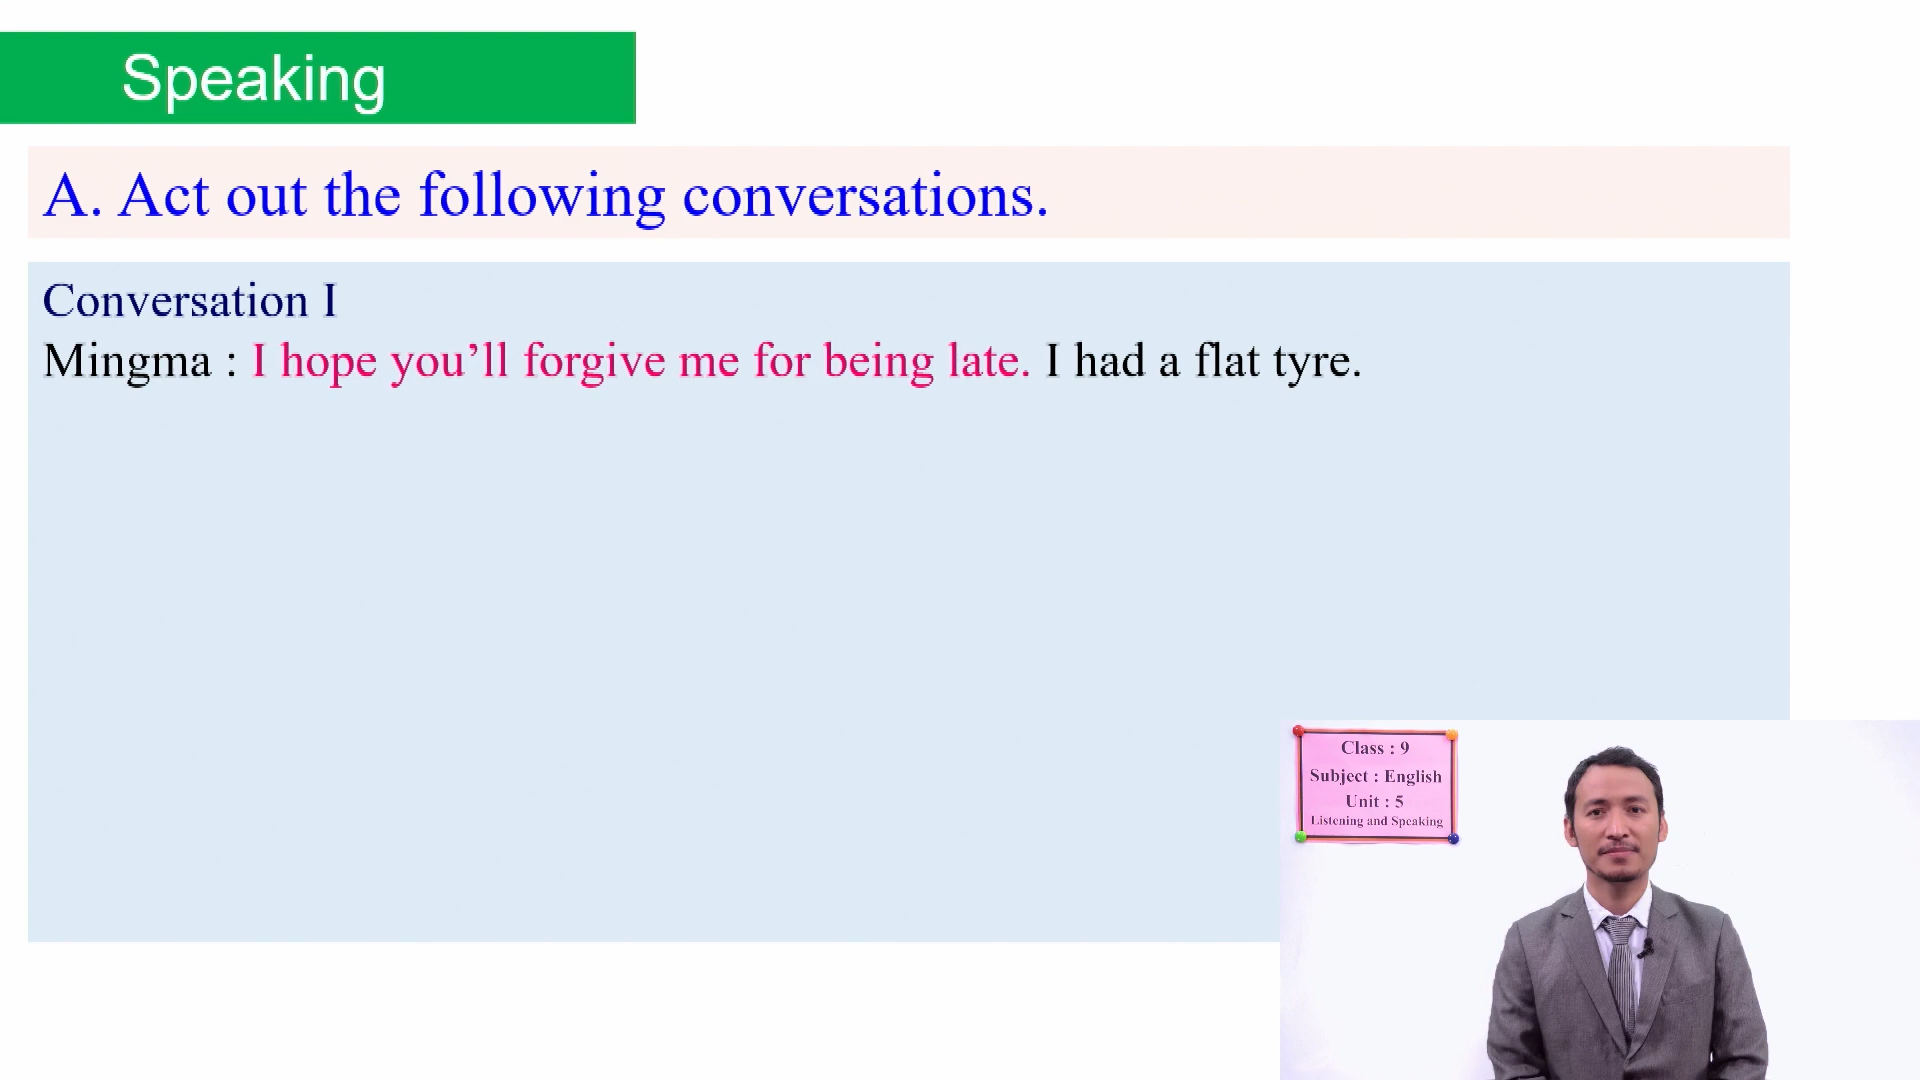 Speaking
A. Act out the following conversations.
Conversation I
Mingma : I hope you’ll forgive me for being late. I had a flat tyre.
Class : 9
Subject : English
Unit : 5
Listening and Speaking